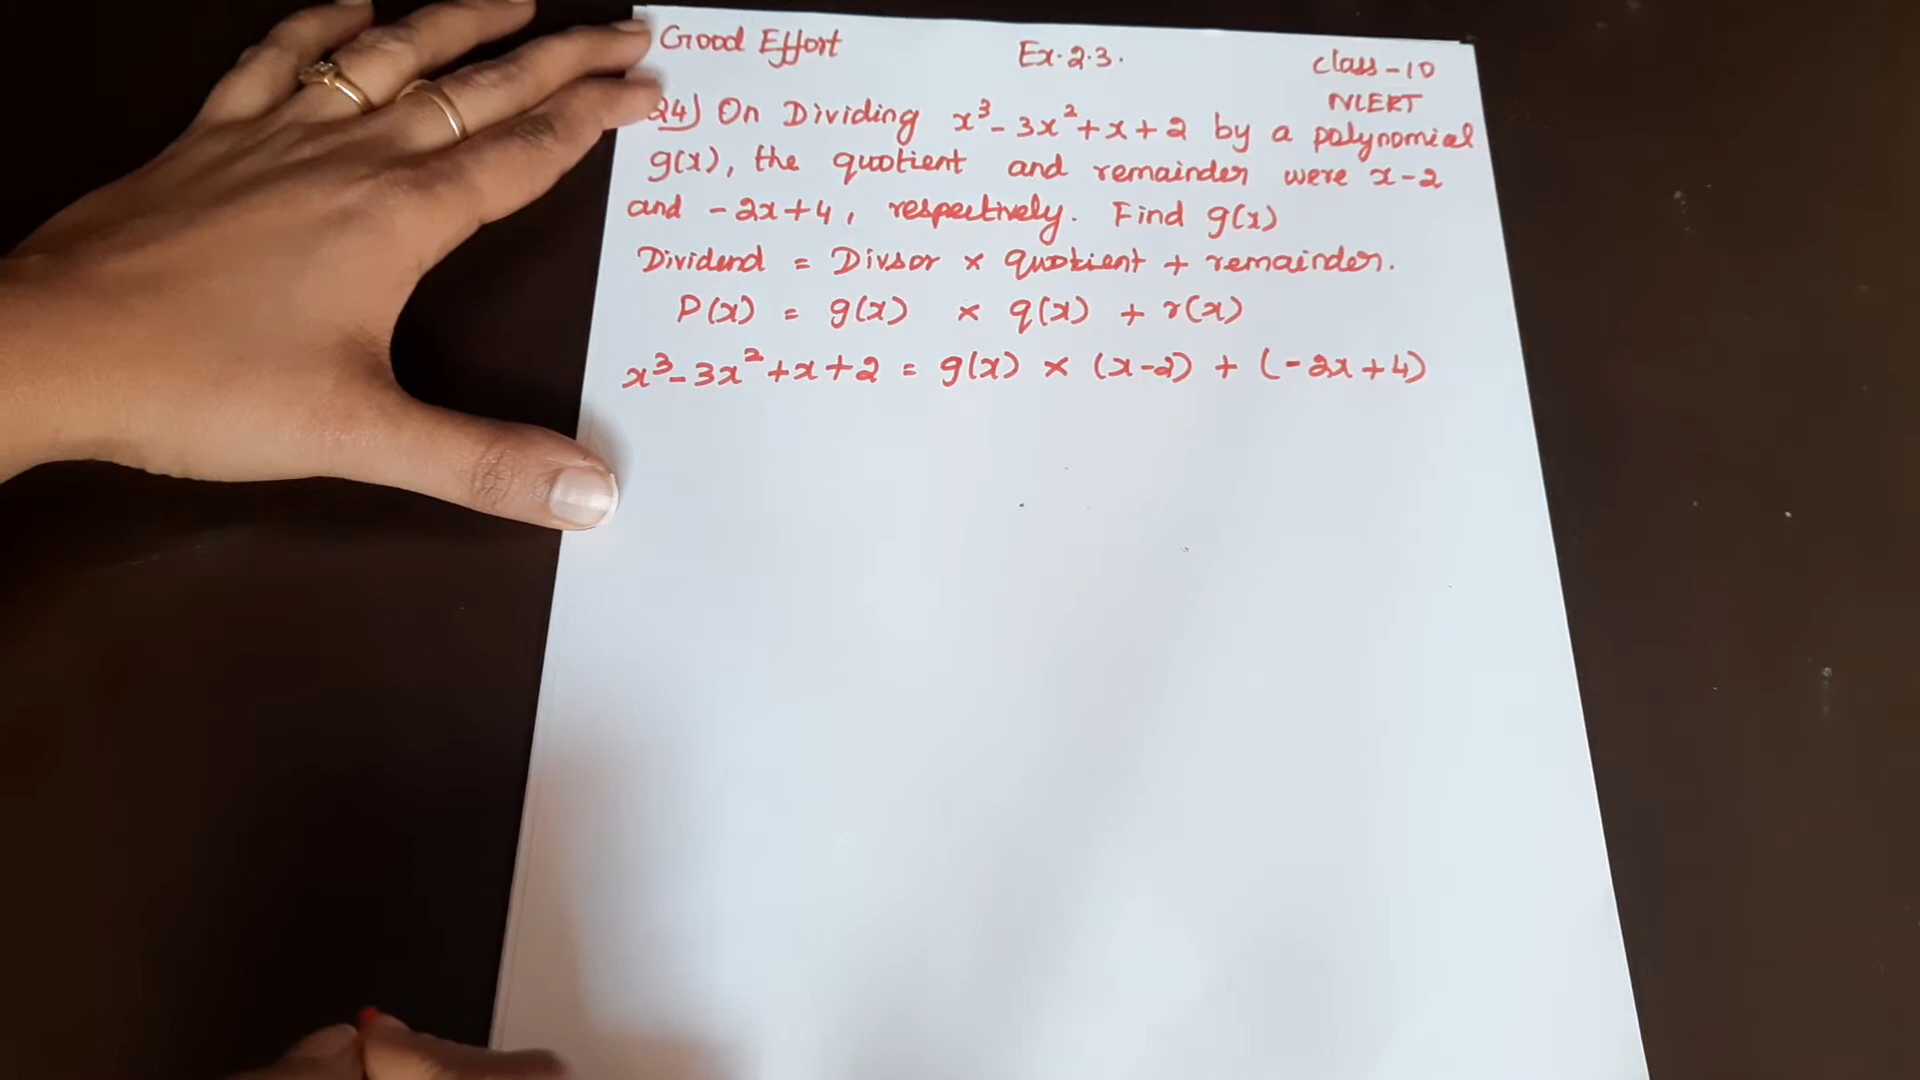 Good Effort Ex.2.3. class-10
NCERT
Q4) On Dividing x³-3x²+x+2 by a polynomial
g(x), the quotient and remainder were x-2
and -2x+4, respectively. Find g(x)
Dividend = Divsor × quotient + remainder.
P(x) = g(x) × q(x) + r(x)
x³-3x²+x+2 = g(x) × (x-2) + (-2x+4)